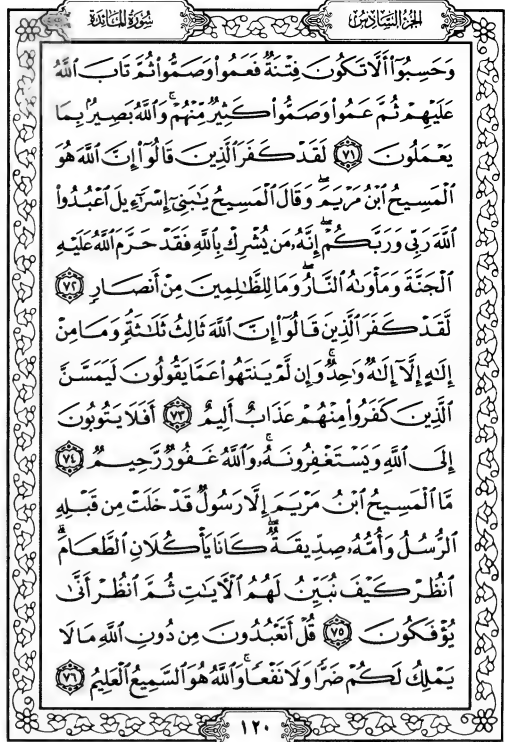 الجزء السادس
سورة المائدة
وَحَسِبُوٓا۟ أَلَّا تَكُونَ فِتْنَةٌ فَعَمُوا۟ وَصَمُّوا۟ ثُمَّ تَابَ ٱللَّهُ
عَلَيْهِمْ ثُمَّ عَمُوا۟ وَصَمُّوا۟ كَثِيرٌ مِّنْهُمْ ۚ وَٱللَّهُ بَصِيرٌۢ بِمَا
يَعْمَلُونَ ٧١ لَقَدْ كَفَرَ ٱلَّذِينَ قَالُوٓا۟ إِنَّ ٱللَّهَ هُوَ
ٱلْمَسِيحُ ٱبْنُ مَرْيَمَ ۖ وَقَالَ ٱلْمَسِيحُ يَٰبَنِىٓ إِسْرَٰٓءِيلَ ٱعْبُدُوا۟
ٱللَّهَ رَبِّى وَرَبَّكُمْ ۖ إِنَّهُۥ مَن يُشْرِكْ بِٱللَّهِ فَقَدْ حَرَّمَ ٱللَّهُ عَلَيْهِ
ٱلْجَنَّةَ وَمَأْوَىٰهُ ٱلنَّارُ ۖ وَمَا لِلظَّٰلِمِينَ مِنْ أَنصَارٍ ٧٢
لَّقَدْ كَفَرَ ٱلَّذِينَ قَالُوٓا۟ إِنَّ ٱللَّهَ ثَالِثُ ثَلَٰثَةٍ ۘ وَمَا مِنْ
إِلَٰهٍ إِلَّآ إِلَٰهٌ وَٰحِدٌ ۚ وَإِن لَّمْ يَنتَهُوا۟ عَمَّا يَقُولُونَ لَيَمَسَّنَّ
ٱلَّذِينَ كَفَرُوا۟ مِنْهُمْ عَذَابٌ أَلِيمٌ ٧٣ أَفَلَا يَتُوبُونَ
إِلَى ٱللَّهِ وَيَسْتَغْفِرُونَهُۥ ۚ وَٱللَّهُ غَفُورٌ رَّحِيمٌ ٧٤
مَّا ٱلْمَسِيحُ ٱبْنُ مَرْيَمَ إِلَّا رَسُولٌ قَدْ خَلَتْ مِن قَبْلِهِ
ٱلرُّسُلُ وَأُمُّهُۥ صِدِّيقَةٌ ۖ كَانَا يَأْكُلَانِ ٱلطَّعَامَ ۗ
ٱنظُرْ كَيْفَ نُبَيِّنُ لَهُمُ ٱلْءَايَٰتِ ثُمَّ ٱنظُرْ أَنَّىٰ
يُؤْفَكُونَ ٧٥ قُلْ أَتَعْبُدُونَ مِن دُونِ ٱللَّهِ مَا لَا
يَمْلِكُ لَكُمْ ضَرًّا وَلَا نَفْعًا ۚ وَٱللَّهُ هُوَ ٱلسَّمِيعُ ٱلْعَلِيمُ ٧٦
١٢٠